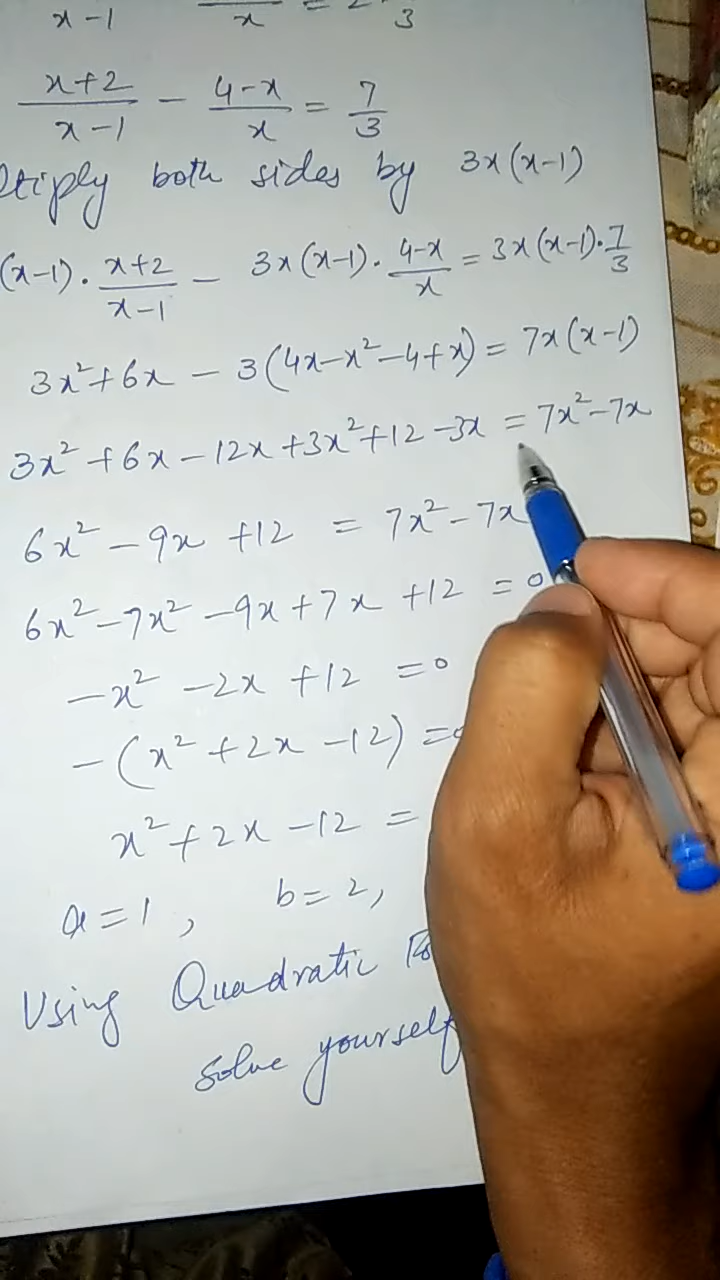 x-1   x = 2 3
x+2/x-1 - 4-x/x = 7/3
both sides by 3x(x-1)
(x-1). x+2/x-1 - 3x(x-1). 4-x/x = 3x(x-1). 7/3
3x²+6x - 3(4x-x²-4+x) = 7x(x-1)
3x² +6x - 12x +3x²+12 -3x = 7x²-7x
6x² -9x +12 = 7x²-7x
6x²-7x² -9x+7x +12 =0
-x² -2x +12 =0
-(x²+2x-12)=0
x²+2x-12 =
a=1, b=2,
Using Quadratic
Solve yourself